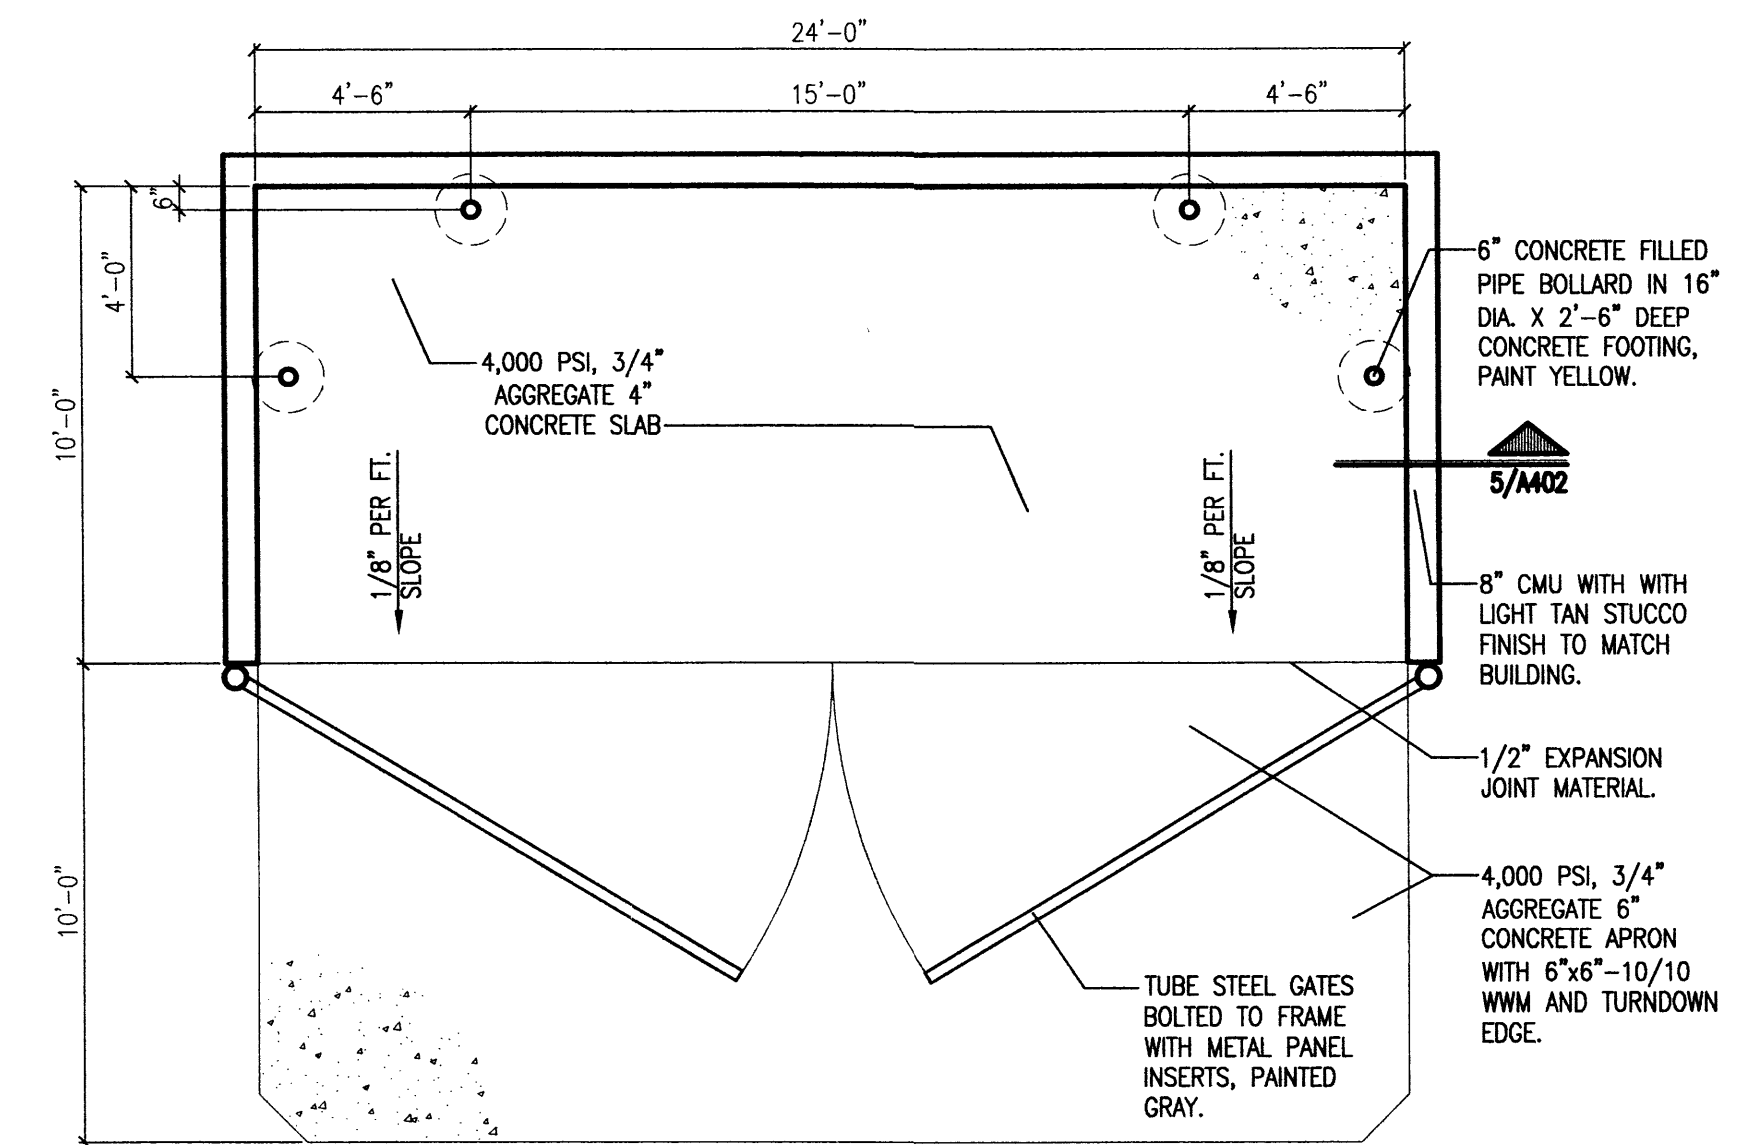 24'-0"
4'-6"
15'-0"
4'-6"
6"
4'-0"
10'-0"
10'-0"
4,000 PSI, 3/4"
AGGREGATE 4"
CONCRETE SLAB
1/8" PER FT.
SLOPE
1/8" PER FT.
SLOPE
6" CONCRETE FILLED
PIPE BOLLARD IN 16"
DIA. X 2'-6" DEEP
CONCRETE FOOTING,
PAINT YELLOW.
5/A402
8" CMU WITH WITH
LIGHT TAN STUCCO
FINISH TO MATCH
BUILDING.
1/2" EXPANSION
JOINT MATERIAL.
4,000 PSI, 3/4"
AGGREGATE 6"
CONCRETE APRON
WITH 6"x6"-10/10
WWM AND TURNDOWN
EDGE.
TUBE STEEL GATES
BOLTED TO FRAME
WITH METAL PANEL
INSERTS, PAINTED
GRAY.